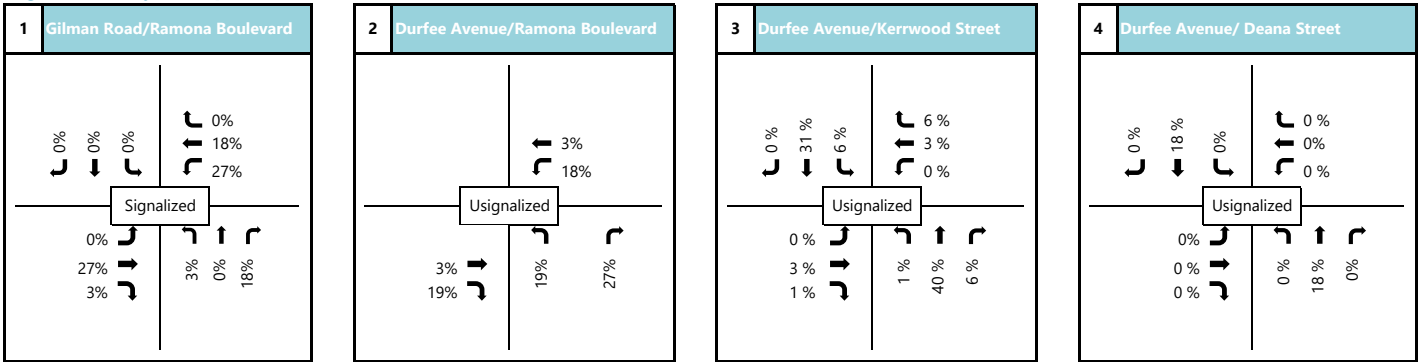 1 Gilman Road/Ramona Boulevard
0% 0% 0%
0%
18%
27%
Signalized
0%
27%
3%
3% 0% 18%
2 Durfee Avenue/Ramona Boulevard
3%
18%
Usignalized
3%
19%
19% 27%
3 Durfee Avenue/Kerrwood Street
0 % 31 % 6 %
6 %
3 %
0 %
Usignalized
0 %
3 %
1 %
1 % 40 % 6 %
4 Durfee Avenue/ Deana Street
0 % 18 % 0%
0 %
0%
0 %
Usignalized
0%
0 %
0 %
0 % 18 % 0%